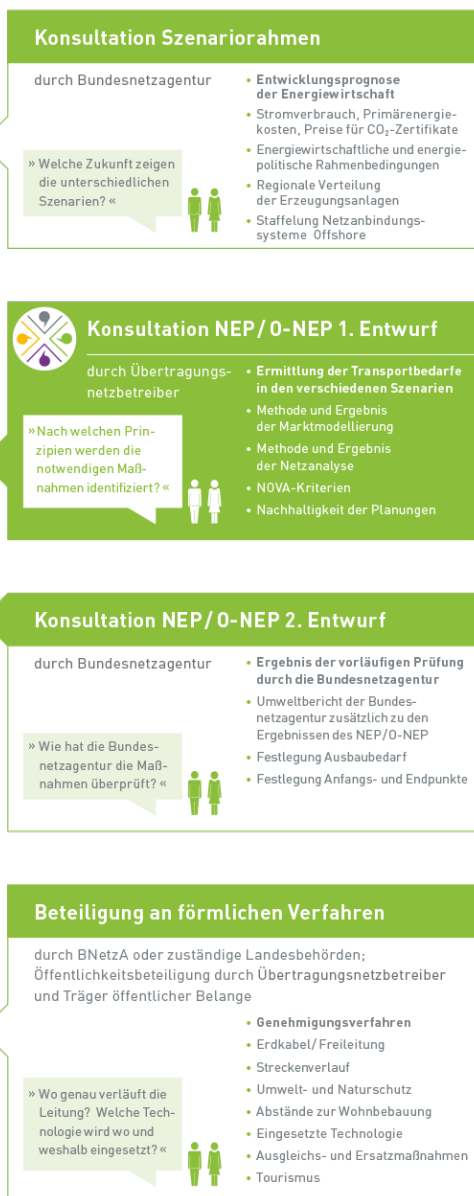 Konsultation Szenariorahmen
durch Bundesnetzagentur
» Welche Zukunft zeigen
die unterschiedlichen
Szenarien? «
• Entwicklungsprognose
der Energiewirtschaft
• Stromverbrauch, Primärenergie-
kosten, Preise für CO₂-Zertifikate
• Energiewirtschaftliche und energie-
politische Rahmenbedingungen
• Regionale Verteilung
der Erzeugungsanlagen
• Staffelung Netzanbindungs-
systeme Offshore
Konsultation NEP/O-NEP 1. Entwurf
durch Übertragungs-
netzbetreiber
» Nach welchen Prin-
zipien werden die
notwendigen Maß-
nahmen identifiziert? «
• Ermittlung der Transportbedarfe
in den verschiedenen Szenarien
• Methode und Ergebnis
der Marktmodellierung
• Methode und Ergebnis
der Netzanalyse
• NOVA-Kriterien
• Nachhaltigkeit der Planungen
Konsultation NEP/O-NEP 2. Entwurf
durch Bundesnetzagentur
» Wie hat die Bundes-
netzagentur die Maß-
nahmen überprüft? «
• Ergebnis der vorläufigen Prüfung
durch die Bundesnetzagentur
• Umweltbericht der Bundes-
netzagentur zusätzlich zu den
Ergebnissen des NEP/O-NEP
• Festlegung Ausbaubedarf
• Festlegung Anfangs- und Endpunkte
Beteiligung an förmlichen Verfahren
durch BNetzA oder zuständige Landesbehörden;
Öffentlichkeitsbeteiligung durch Übertragungsnetzbetreiber
und Träger öffentlicher Belange
» Wo genau verläuft die
Leitung? Welche Tech-
nologie wird wo und
weshalb eingesetzt? «
• Genehmigungsverfahren
• Erdkabel/Freileitung
• Streckenverlauf
• Umwelt- und Naturschutz
• Abstände zur Wohnbebauung
• Eingesetzte Technologie
• Ausgleichs- und Ersatzmaßnahmen
• Tourismus